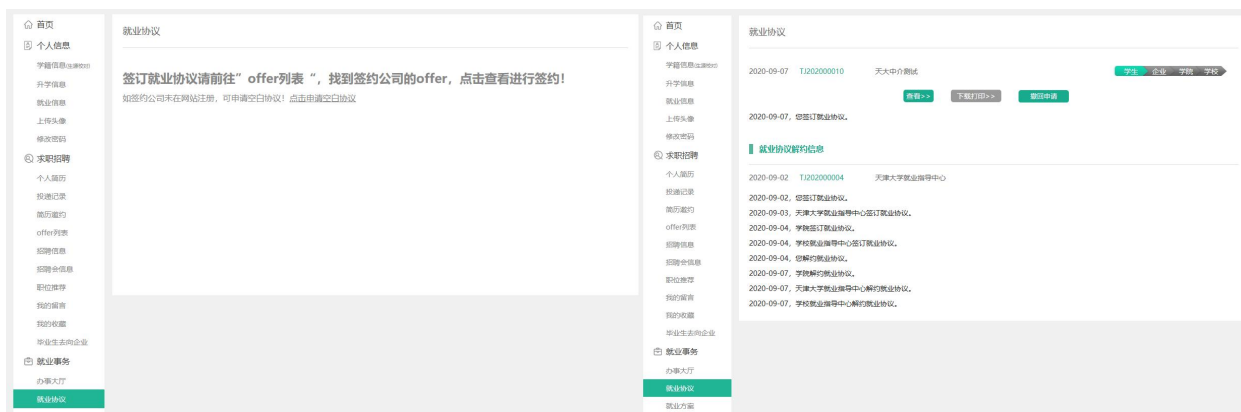 首页
个人信息
学籍信息(生源校对)
升学信息
就业信息
上传头像
修改密码
求职招聘
个人简历
投递记录
简历邀约
offer列表
招聘信息
招聘会信息
职位推荐
我的留言
我的收藏
毕业生去向企业
就业事务
办事大厅
就业协议
就业协议
签订就业协议请前往”offer列表“，找到签约公司的offer，点击查看进行签约！
如签约公司未在网站注册，可申请空白协议！点击申请空白协议
首页
个人信息
学籍信息(生源校对)
升学信息
就业信息
上传头像
修改密码
求职招聘
个人简历
投递记录
简历邀约
offer列表
招聘信息
招聘会信息
职位推荐
我的留言
我的收藏
毕业生去向企业
就业事务
办事大厅
就业协议
就业方案
就业协议
2020-09-07 TJ202000010 天大中介测试 学生 企业 学院 学校
查看>> 下载打印>> 撤回申请
2020-09-07，您签订就业协议。
就业协议解约信息
2020-09-02 TJ202000004 天津大学就业指导中心
2020-09-02，您签订就业协议。
2020-09-03，天津大学就业指导中心签订就业协议。
2020-09-04，学院签订就业协议。
2020-09-04，学校就业指导中心签订就业协议。
2020-09-04，您解约就业协议。
2020-09-07，学院解约就业协议。
2020-09-07，天津大学就业指导中心解约就业协议。
2020-09-07，学校就业指导中心解约就业协议。